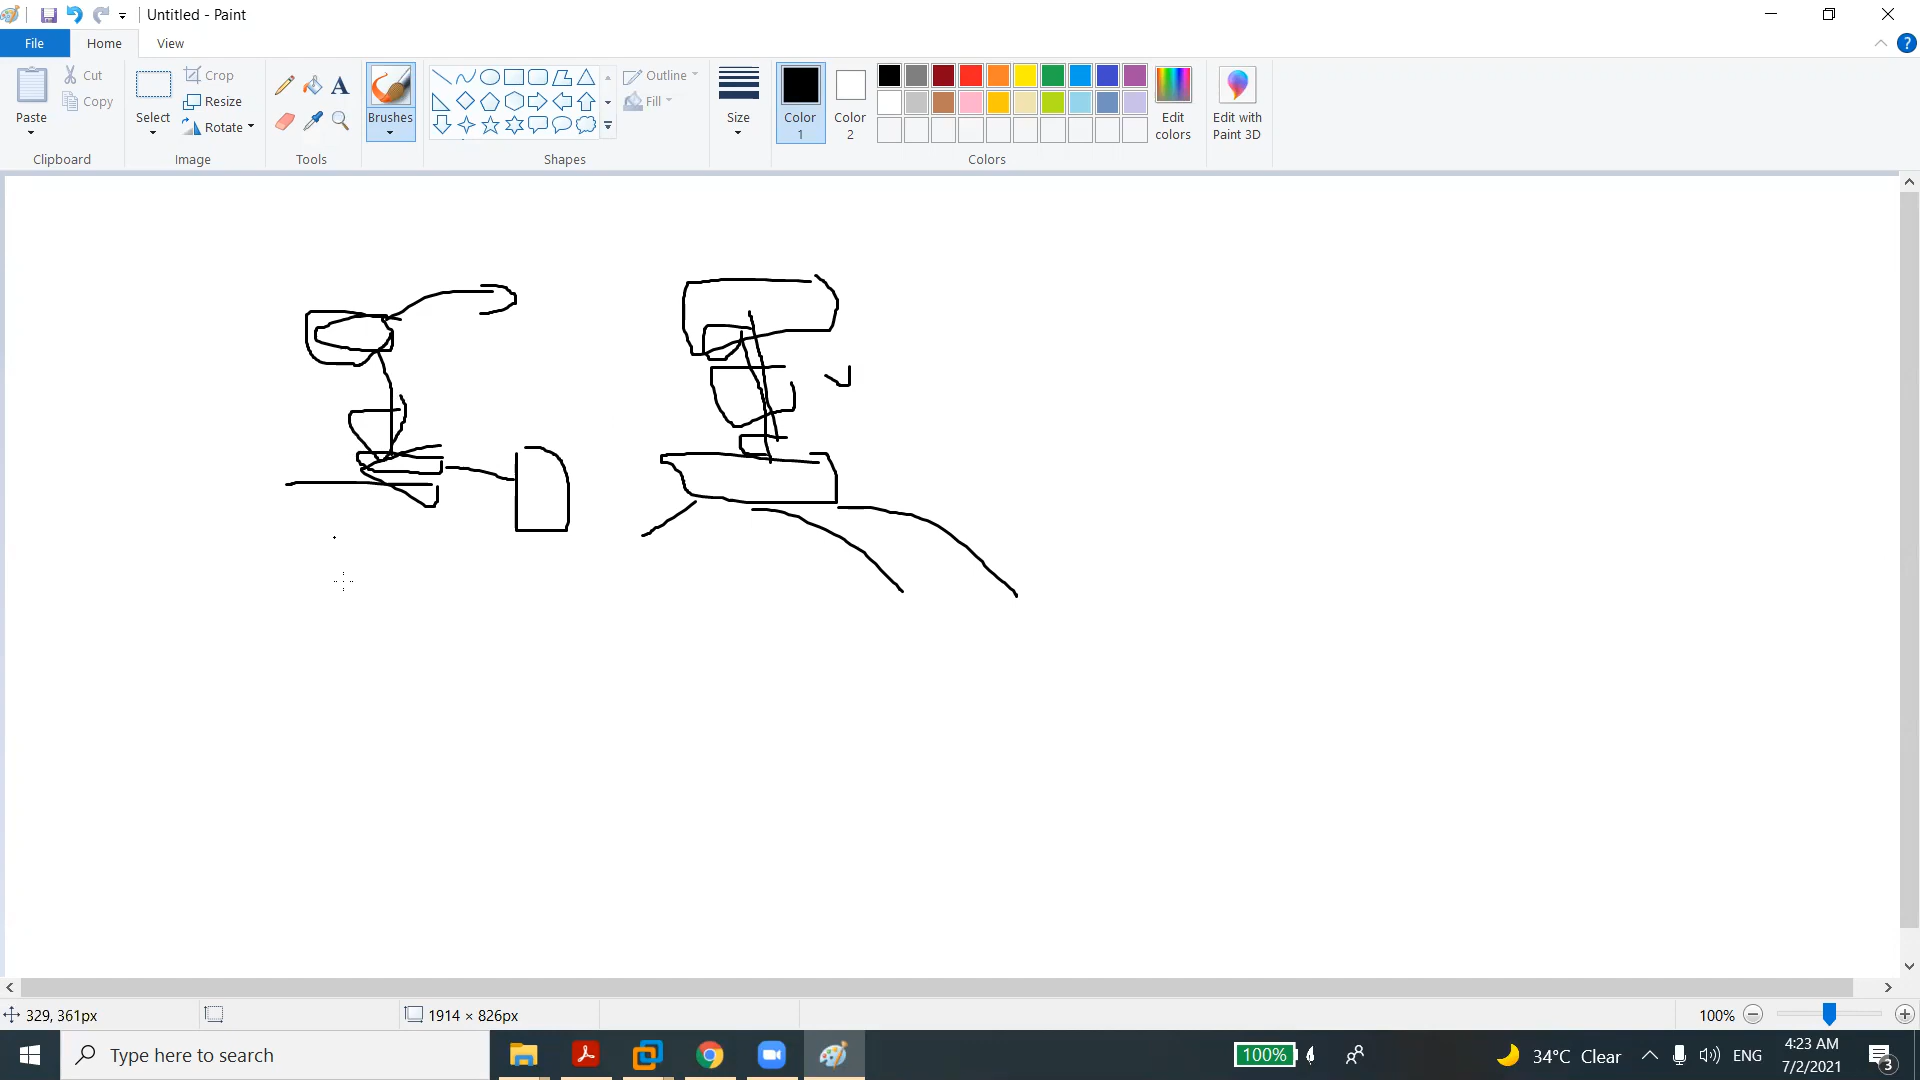 Untitled - Paint
File
Home
View
Paste
Cut
Copy
Clipboard
Select
Crop
Resize
Rotate
Image
A
Tools
Brushes
Shapes
Outline
Fill
Size
Color
1
Color
2
Colors
Edit
colors
Edit with
Paint 3D
?
329, 361px
1914 × 826px
100%
Type here to search
100%
34°C Clear
ENG
4:23 AM
7/2/2021
3